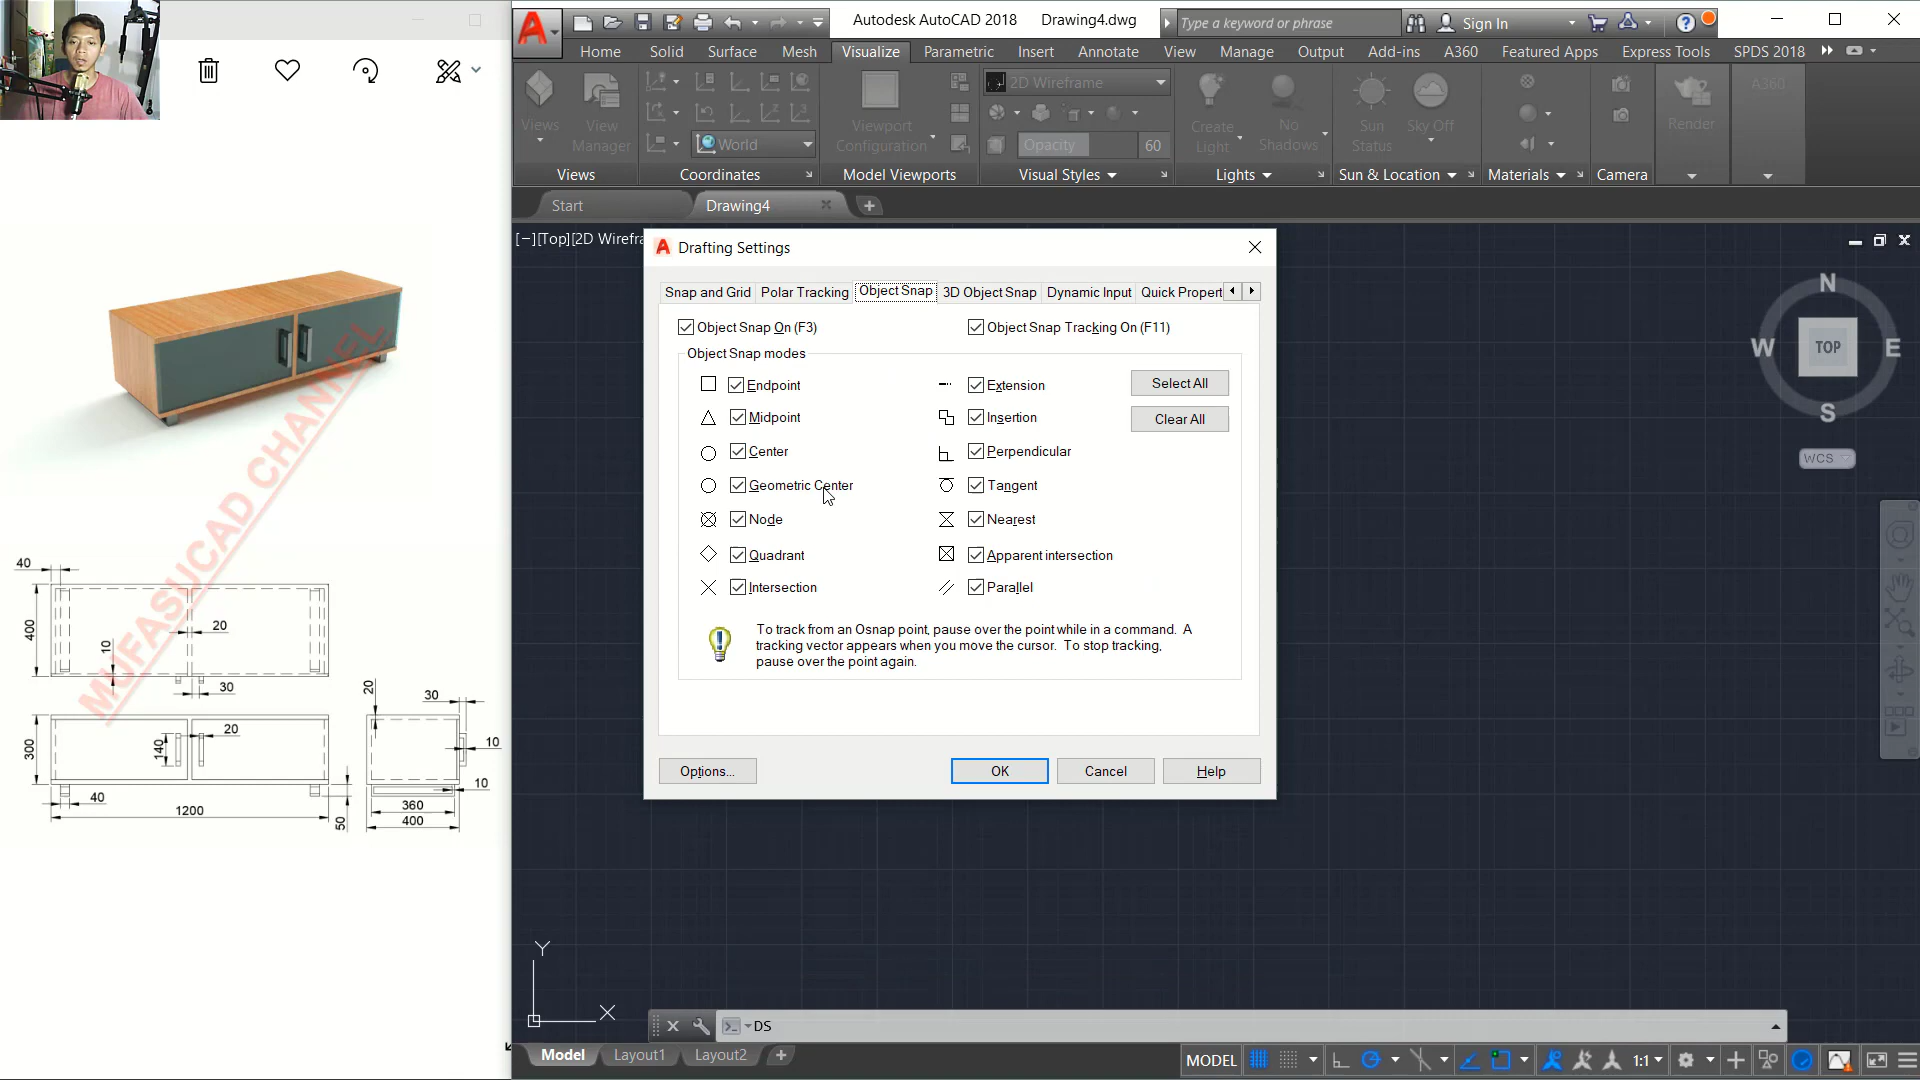 Autodesk AutoCAD 2018 Drawing4.dwg
Type a keyword or phrase
Sign In
Home Solid Surface Mesh Visualize Parametric Insert Annotate View Manage Output Add-ins A360 Featured Apps Express Tools SPDS 2018
Views
View Manager
World
Viewport Configuration
2D Wireframe
Opacity 60
Create Light
No Shadows
Sun Status
Sky Off
Render
A360
Views
Coordinates
Model Viewports
Visual Styles
Lights
Sun & Location
Materials
Camera
Start
Drawing4
[−][Top][2D Wirefra
Drafting Settings
Snap and Grid Polar Tracking Object Snap 3D Object Snap Dynamic Input Quick Propert
Object Snap On (F3)
Object Snap Tracking On (F11)
Object Snap modes
Endpoint
Midpoint
Center
Geometric Center
Node
Quadrant
Intersection
Extension
Insertion
Perpendicular
Tangent
Nearest
Apparent intersection
Parallel
Select All
Clear All
To track from an Osnap point, pause over the point while in a command. A
tracking vector appears when you move the cursor. To stop tracking,
pause over the point again.
Options...
OK
Cancel
Help
N
W
TOP
E
S
WCS
MUFASUCAD CHANNEL
40
400
10
20
30
300
140
20
40
1200
50
20
30
10
10
360
400
Y
X
DS
Model Layout1 Layout2
MODEL
1:1